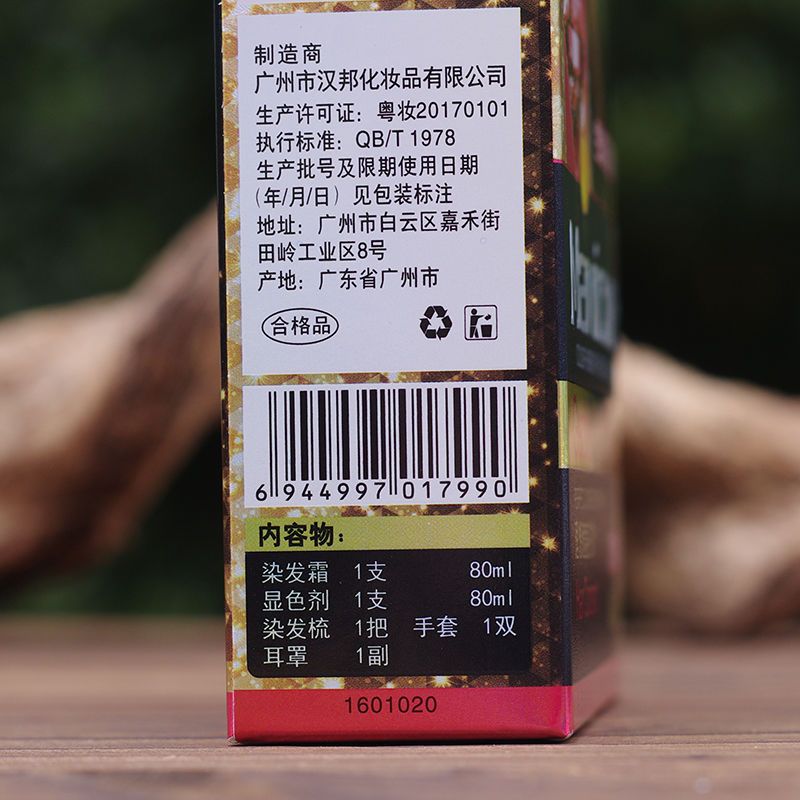 制造商
广州市汉邦化妆品有限公司
生产许可证：粤妆20170101
执行标准：QB/T 1978
生产批号及限期使用日期
（年/月/日）见包装标注
地址：广州市白云区嘉禾街
田岭工业区8号
产地：广东省广州市
合格品
6 944997 017990
内容物：
染发霜 1支 80ml
显色剂 1支 80ml
染发梳 1把 手套 1双
耳罩 1副
1601020